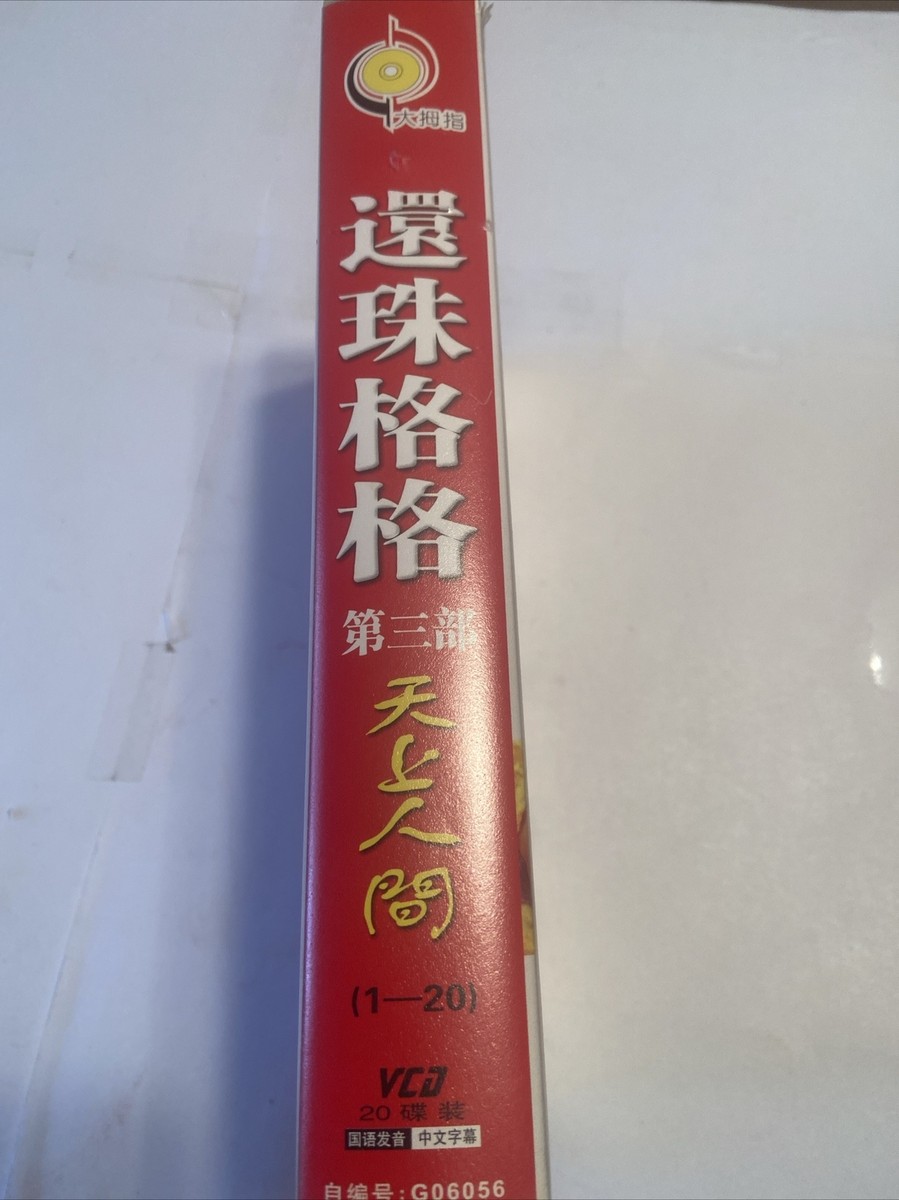 大拇指
還珠格格
第三部
天上人間
(1—20)
VCD
20碟装
国语发音 中文字幕
自编号:G06056